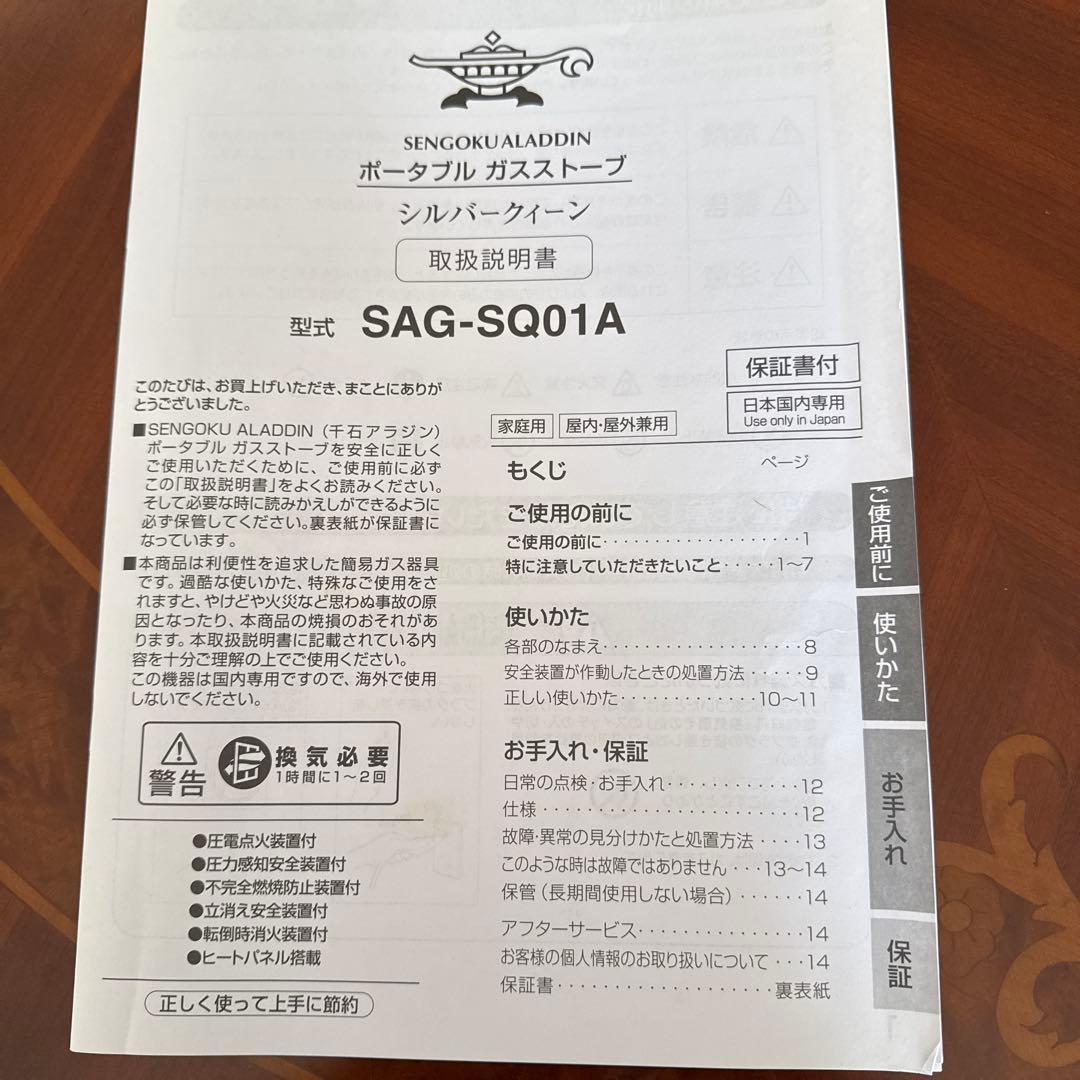 SENGOKU ALADDIN
ポータブル ガスストーブ
シルバークィーン
取扱説明書
型式 SAG-SQ01A
保証書付
日本国内専用
Use only in Japan
家庭用
屋内・屋外兼用
このたびは、お買上げいただき、まことにありが
とうございました。
■SENGOKU ALADDIN（千石アラジン）
ポータブル ガスストーブを安全に正しく
ご使用いただくために、ご使用前に必ず
この「取扱説明書」をよくお読みください。
そして必要な時に読みかえしができるように
必ず保管してください。裏表紙が保証書に
なっています。
■本商品は利便性を追求した簡易ガス器具
です。過酷な使いかた、特殊なご使用をさ
れますと、やけどや火災など思わぬ事故の原
因となったり、本商品の焼損のおそれがあ
ります。本取扱説明書に記載されている内
容を十分ご理解の上でご使用ください。
この機器は国内専用ですので、海外で使用
しないでください。
警告
換気必要
1時間に1～2回
●圧電点火装置付
●圧力感知安全装置付
●不完全燃焼防止装置付
●立消え安全装置付
●転倒時消火装置付
●ヒートパネル搭載
正しく使って上手に節約
もくじ ページ
ご使用の前に
ご使用の前に・・・・・・・・・・・・・・・・・・・1
特に注意していただきたいこと・・・・・1～7
使いかた
各部のなまえ・・・・・・・・・・・・・・・・・・・8
安全装置が作動したときの処置方法・・・・・9
正しい使いかた・・・・・・・・・・・・・10～11
お手入れ・保証
日常の点検・お手入れ・・・・・・・・・・・・12
仕様・・・・・・・・・・・・・・・・・・・・・・・12
故障・異常の見分けかたと処置方法・・・・13
このような時は故障ではありません・・・13～14
保管（長期間使用しない場合）・・・・・・14
アフターサービス・・・・・・・・・・・・・・・14
お客様の個人情報のお取り扱いについて・・・14
保証書・・・・・・・・・・・・・・・・・・・裏表紙
ご使用前に
使いかた
お手入れ
保証